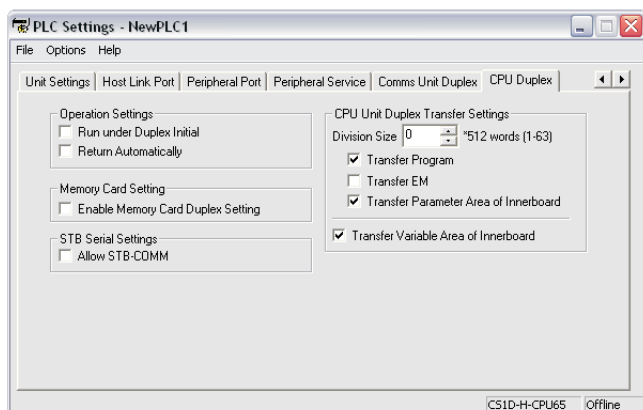 PLC Settings - NewPLC1
File Options Help
Unit Settings Host Link Port Peripheral Port Peripheral Service Comms Unit Duplex CPU Duplex
Operation Settings
Run under Duplex Initial
Return Automatically
Memory Card Setting
Enable Memory Card Duplex Setting
STB Serial Settings
Allow STB-COMM
CPU Unit Duplex Transfer Settings
Division Size 0 *512 words (1-63)
Transfer Program
Transfer EM
Transfer Parameter Area of Innerboard
Transfer Variable Area of Innerboard
CS1D-H-CPU65 Offline